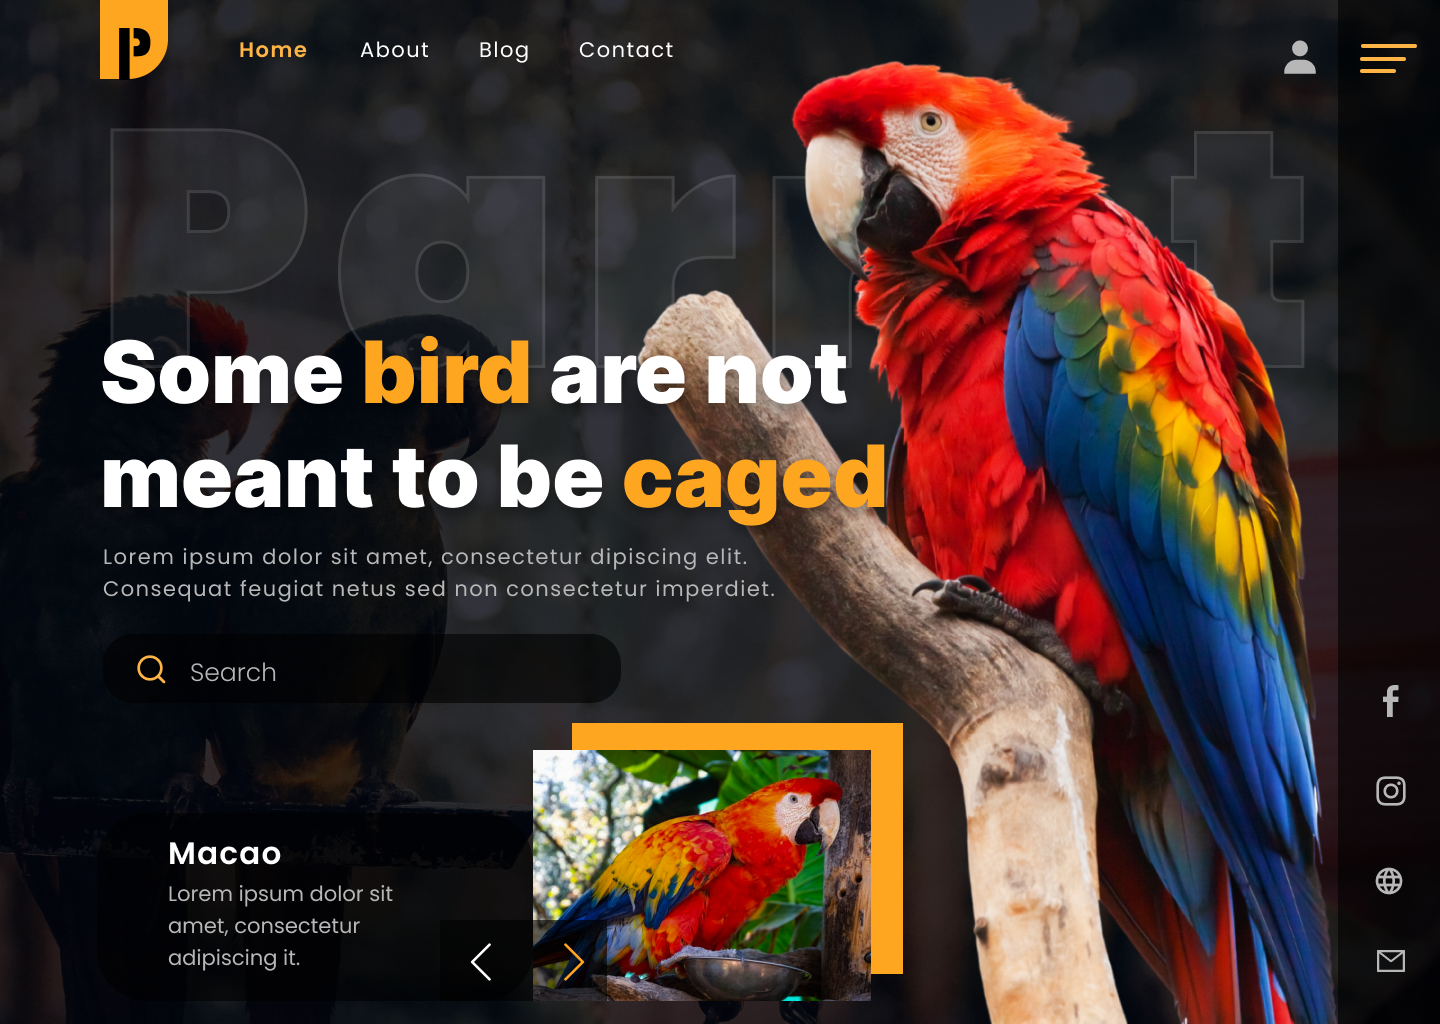 P
Home About Blog Contact
Parr t
Some bird are not
meant to be caged
Lorem ipsum dolor sit amet, consectetur dipiscing elit.
Consequat feugiat netus sed non consectetur imperdiet.
Search
Macao
Lorem ipsum dolor sit
amet, consectetur
adipiscing it.